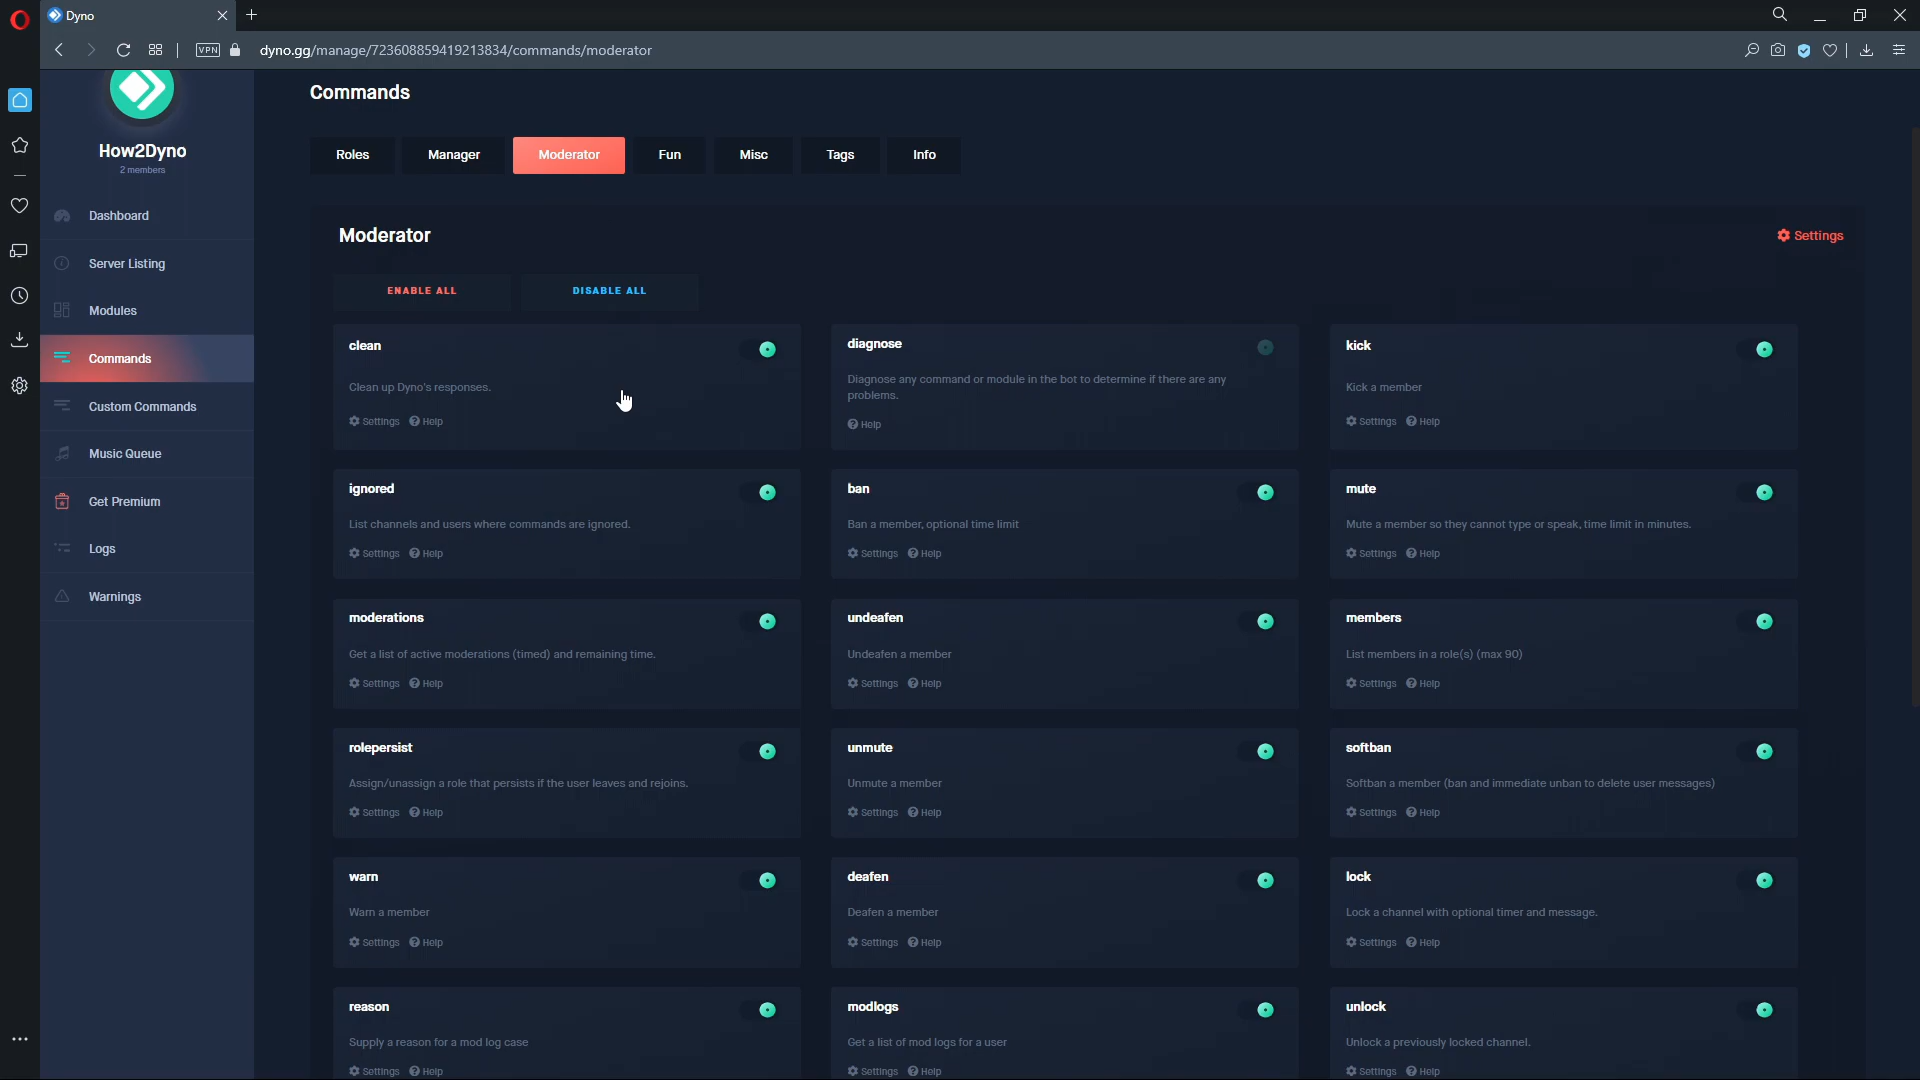 Dyno
VPN
dyno.gg/manage/723608859419213834/commands/moderator
How2Dyno
2 members
Dashboard
Server Listing
Modules
Commands
Custom Commands
Music Queue
Get Premium
Logs
Warnings
Commands
Roles Manager Moderator Fun Misc Tags Info
Moderator
Settings
ENABLE ALL DISABLE ALL
clean
Clean up Dyno's responses.
Settings Help
diagnose
Diagnose any command or module in the bot to determine if there are any
problems.
Help
kick
Kick a member
Settings Help
ignored
List channels and users where commands are ignored.
Settings Help
ban
Ban a member, optional time limit
Settings Help
mute
Mute a member so they cannot type or speak, time limit in minutes.
Settings Help
moderations
Get a list of active moderations (timed) and remaining time.
Settings Help
undeafen
Undeafen a member
Settings Help
members
List members in a role(s) (max 90)
Settings Help
rolepersist
Assign/unassign a role that persists if the user leaves and rejoins.
Settings Help
unmute
Unmute a member
Settings Help
softban
Softban a member (ban and immediate unban to delete user messages)
Settings Help
warn
Warn a member
Settings Help
deafen
Deafen a member
Settings Help
lock
Lock a channel with optional timer and message.
Settings Help
reason
Supply a reason for a mod log case
Settings Help
modlogs
Get a list of mod logs for a user
Settings Help
unlock
Unlock a previously locked channel.
Settings Help